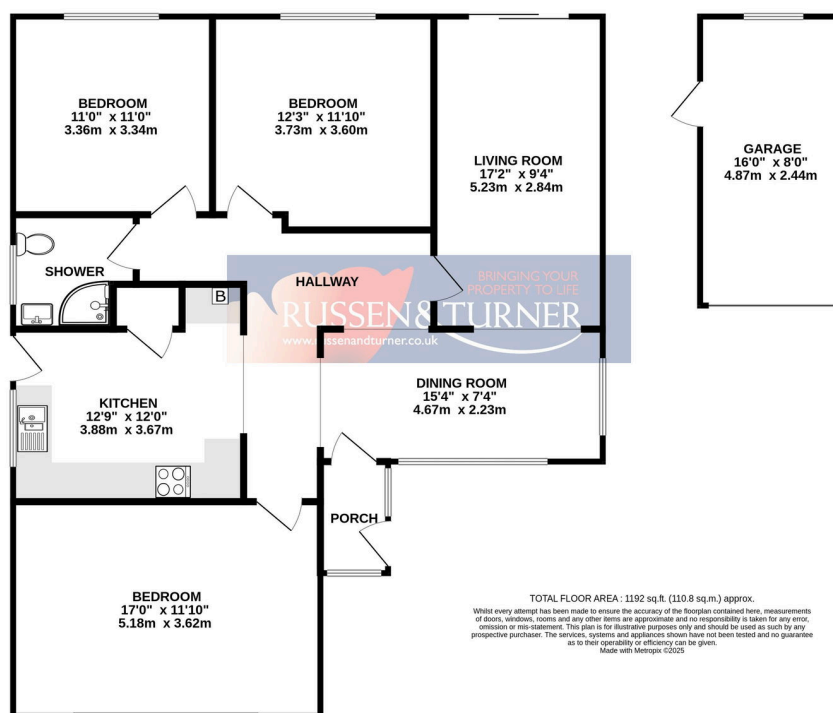 BEDROOM
11'0" x 11'0"
3.36m x 3.34m
BEDROOM
12'3" x 11'10"
3.73m x 3.60m
LIVING ROOM
17'2" x 9'4"
5.23m x 2.84m
GARAGE
16'0" x 8'0"
4.87m x 2.44m
SHOWER
HALLWAY
B
BRINGING YOUR
PROPERTY TO LIFE
RUSSEN & TURNER
www.russenandturner.co.uk
KITCHEN
12'9" x 12'0"
3.88m x 3.67m
DINING ROOM
15'4" x 7'4"
4.67m x 2.23m
PORCH
BEDROOM
17'0" x 11'10"
5.18m x 3.62m
TOTAL FLOOR AREA : 1192 sq.ft. (110.8 sq.m.) approx.
Whilst every attempt has been made to ensure the accuracy of the floorplan contained here, measurements
of doors, windows, rooms and any other items are approximate and no responsibility is taken for any error,
omission or mis-statement. This plan is for illustrative purposes only and should be used as such by any
prospective purchaser. The services, systems and appliances shown have not been tested and no guarantee
as to their operability or efficiency can be given.
Made with Metropix ©2025